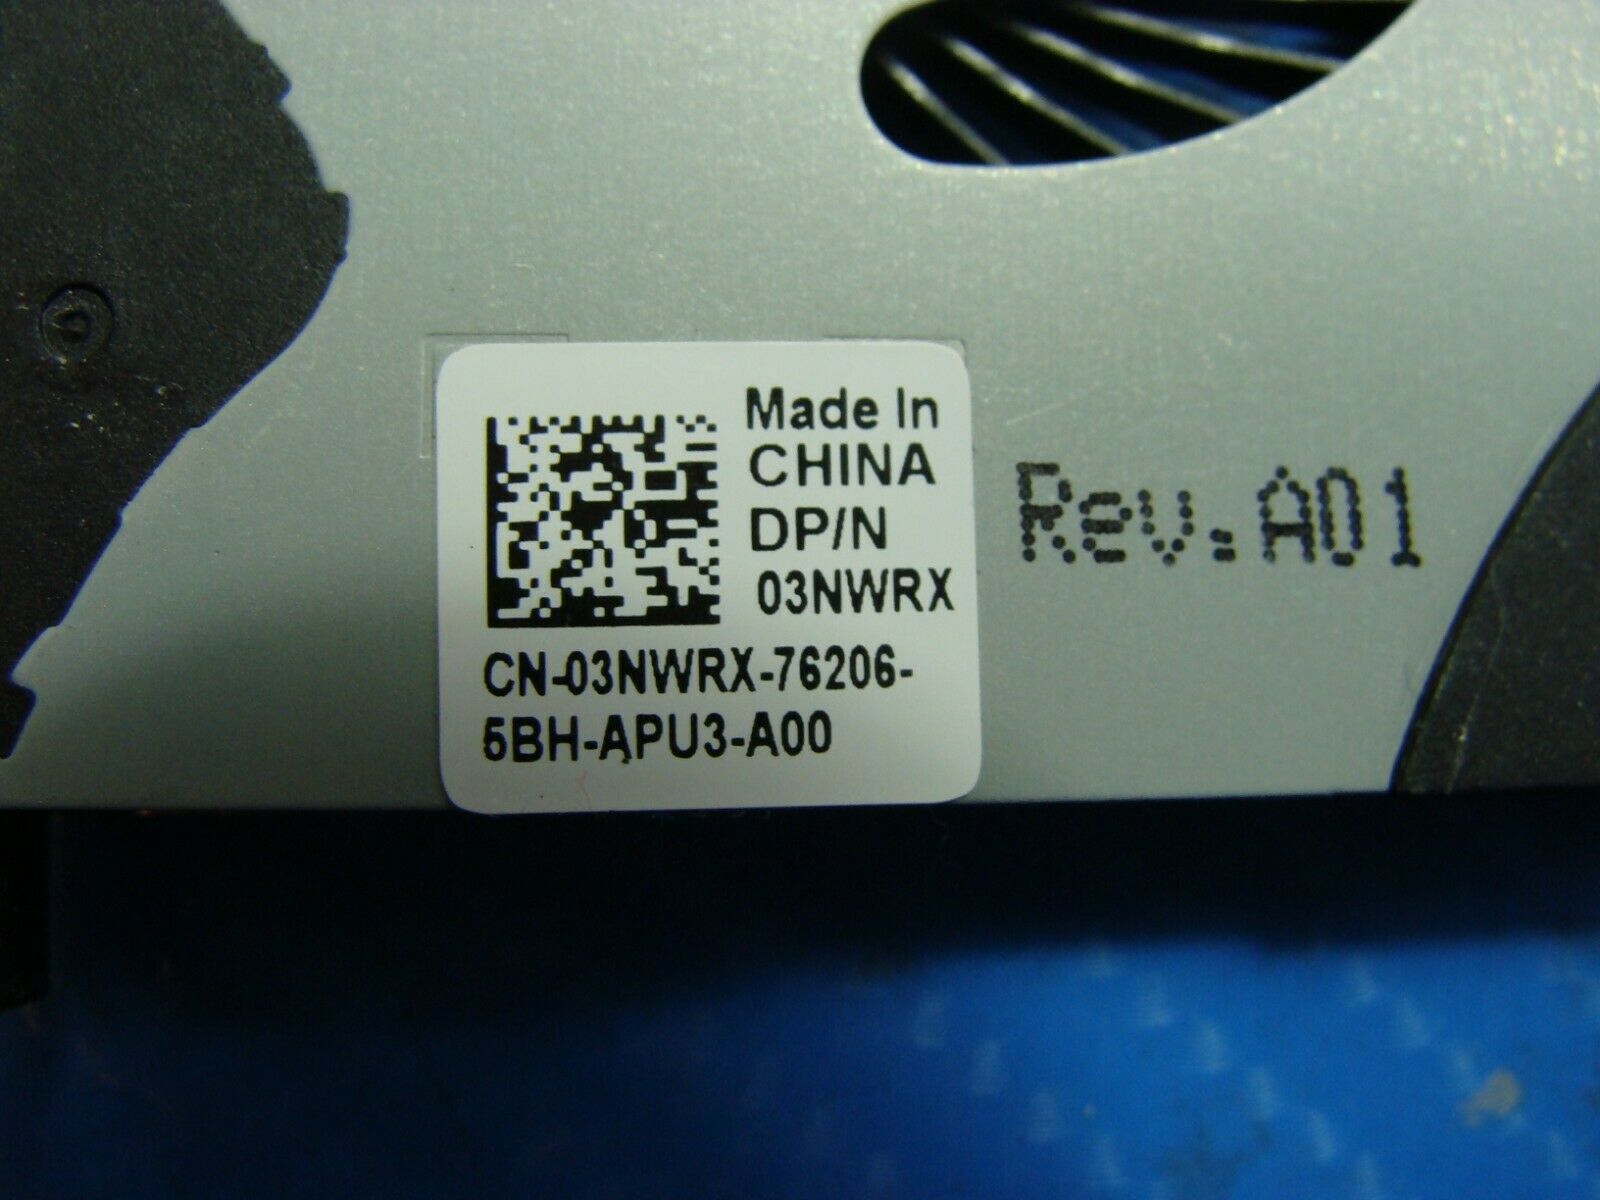 Made In
CHINA
DP/N
03NWRX
CN-03NWRX-76206-
5BH-APU3-A00
Rev.A01